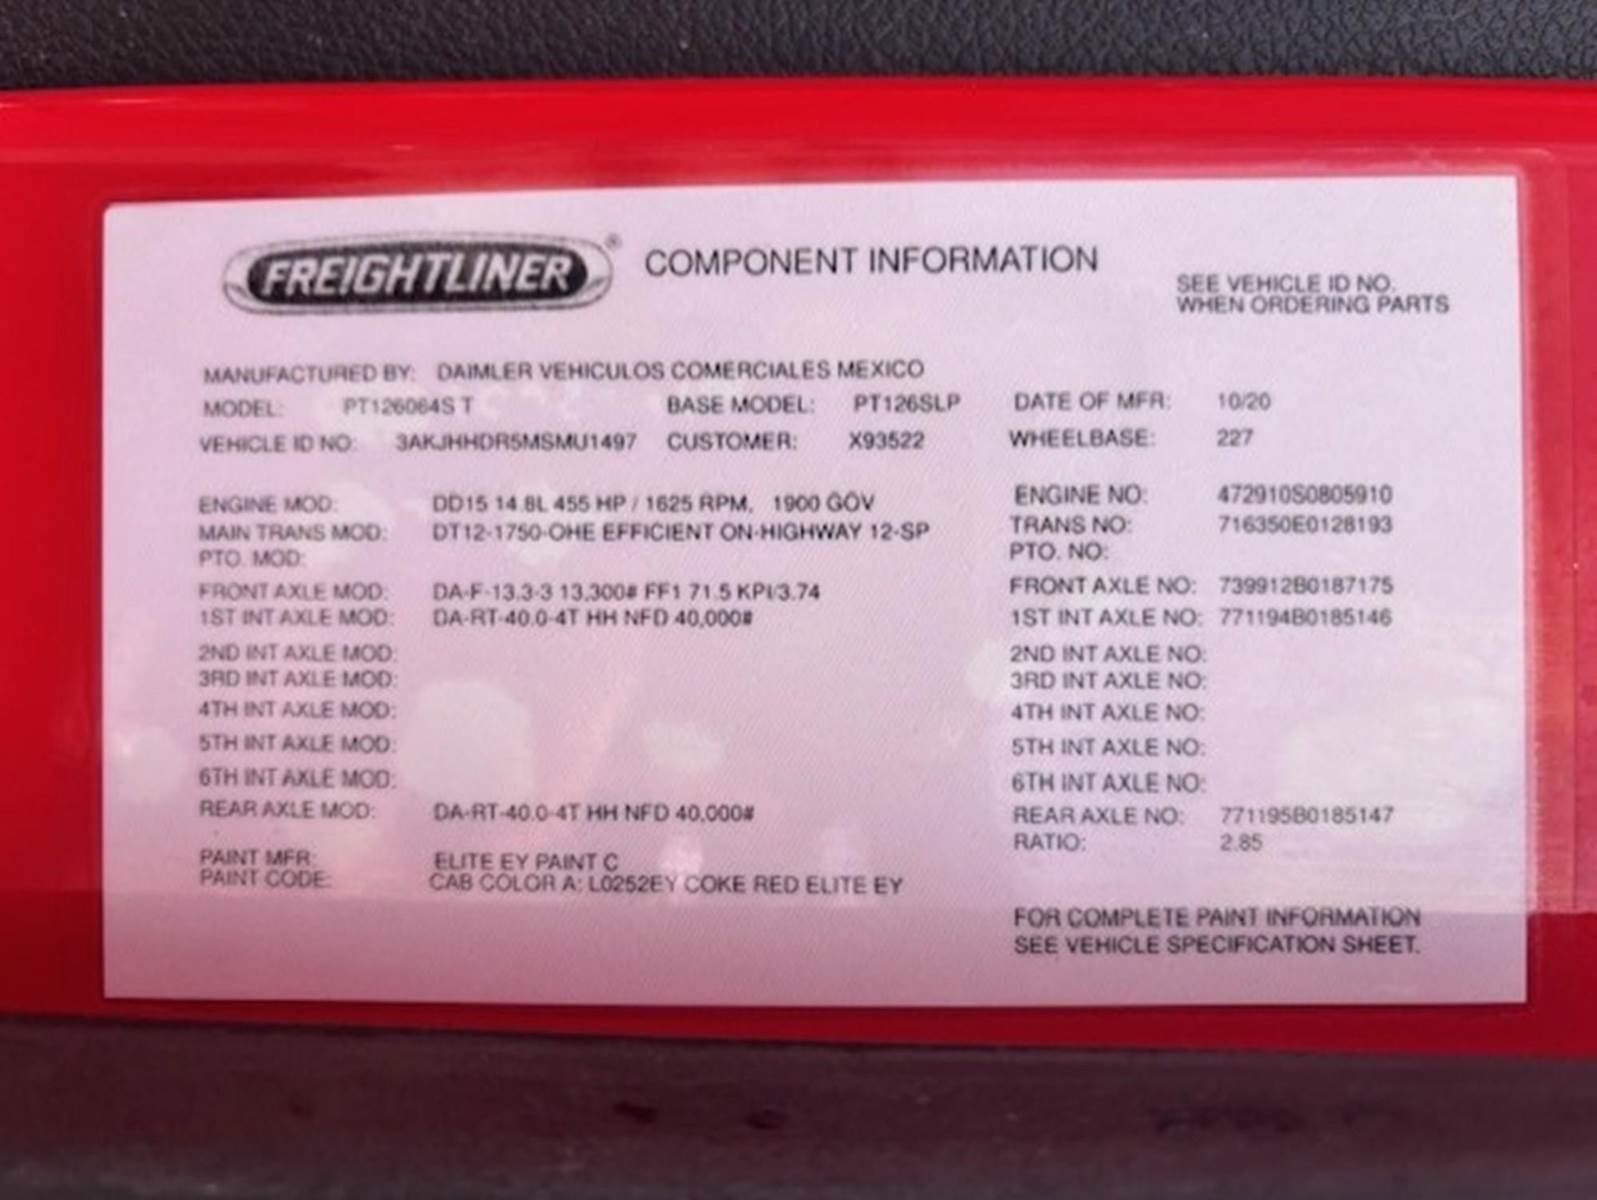 FREIGHTLINER® COMPONENT INFORMATION
SEE VEHICLE ID NO.
WHEN ORDERING PARTS
MANUFACTURED BY: DAIMLER VEHICULOS COMERCIALES MEXICO
MODEL: PT126064S T BASE MODEL: PT126SLP DATE OF MFR: 10/20
VEHICLE ID NO: 3AKJHHDR5MSMU1497 CUSTOMER: X93522 WHEELBASE: 227
ENGINE MOD: DD15 14.8L 455 HP / 1625 RPM, 1900 GOV ENGINE NO: 472910S0805910
MAIN TRANS MOD: DT12-1750-OHE EFFICIENT ON-HIGHWAY 12-SP TRANS NO: 716350E0128193
PTO. MOD: PTO. NO:
FRONT AXLE MOD: DA-F-13.3-3 13,300# FF1 71.5 KPI/3.74 FRONT AXLE NO: 739912B0187175
1ST INT AXLE MOD: DA-RT-40.0-4T HH NFD 40,000# 1ST INT AXLE NO: 771194B0185146
2ND INT AXLE MOD: 2ND INT AXLE NO:
3RD INT AXLE MOD: 3RD INT AXLE NO:
4TH INT AXLE MOD: 4TH INT AXLE NO:
5TH INT AXLE MOD: 5TH INT AXLE NO:
6TH INT AXLE MOD: 6TH INT AXLE NO:
REAR AXLE MOD: DA-RT-40.0-4T HH NFD 40,000# REAR AXLE NO: 771195B0185147
RATIO: 2.85
PAINT MFR: ELITE EY PAINT C
PAINT CODE: CAB COLOR A: L0252EY COKE RED ELITE EY
FOR COMPLETE PAINT INFORMATION
SEE VEHICLE SPECIFICATION SHEET.